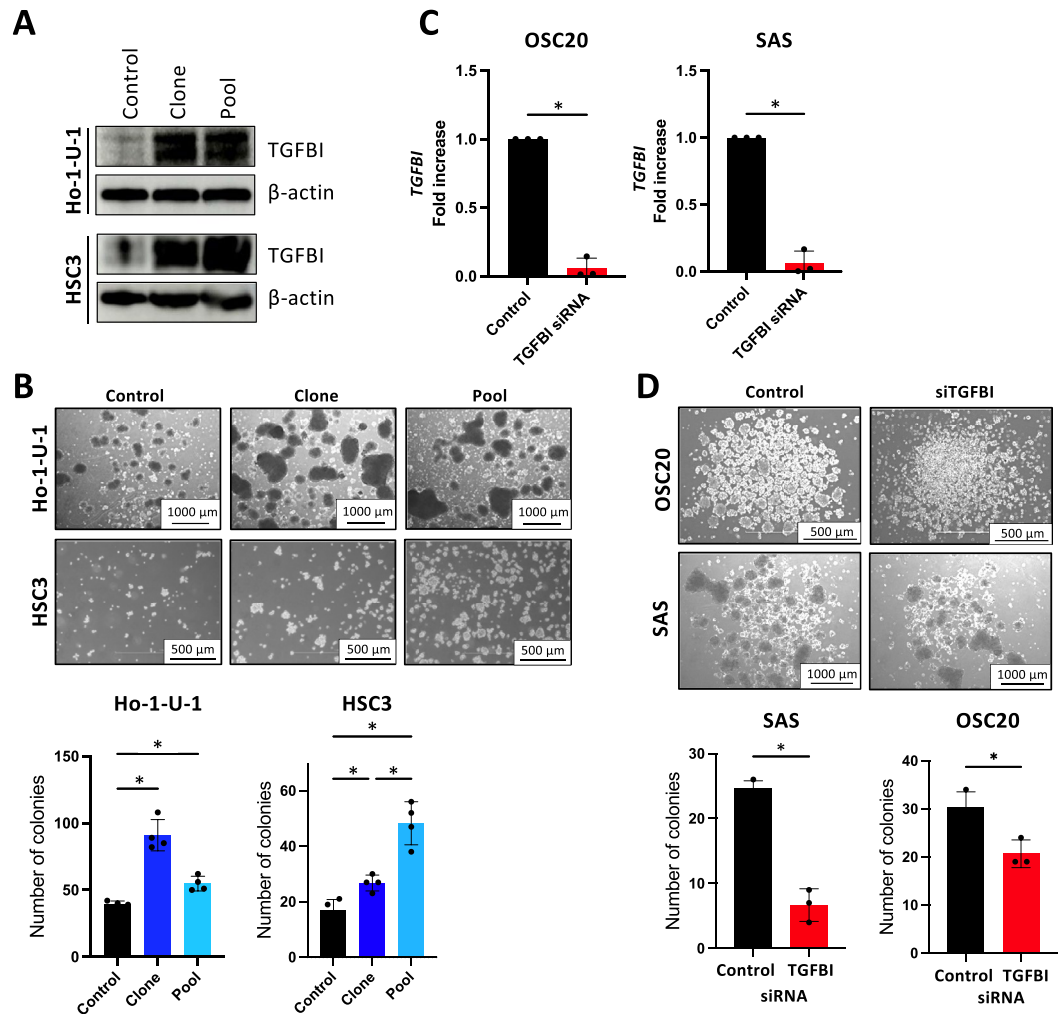 A
Control
Clone
Pool
Ho-1-U-1
TGFBI
β-actin
HSC3
TGFBI
β-actin
C
OSC20
TGFBI
Fold increase
1.5
1.0
0.5
0.0
*
Control
TGFBI siRNA
SAS
TGFBI
Fold increase
1.5
1.0
0.5
0.0
*
Control
TGFBI siRNA
B
Control
Clone
Pool
Ho-1-U-1
1000 µm
1000 µm
1000 µm
HSC3
500 µm
500 µm
500 µm
Ho-1-U-1
Number of colonies
150
100
50
0
*
*
Control
Clone
Pool
HSC3
Number of colonies
60
40
20
0
*
*
*
Control
Clone
Pool
D
Control
siTGFBI
OSC20
500 µm
500 µm
SAS
1000 µm
1000 µm
SAS
Number of colonies
30
20
10
0
*
Control
TGFBI
siRNA
OSC20
Number of colonies
40
30
20
10
0
*
Control
TGFBI
siRNA